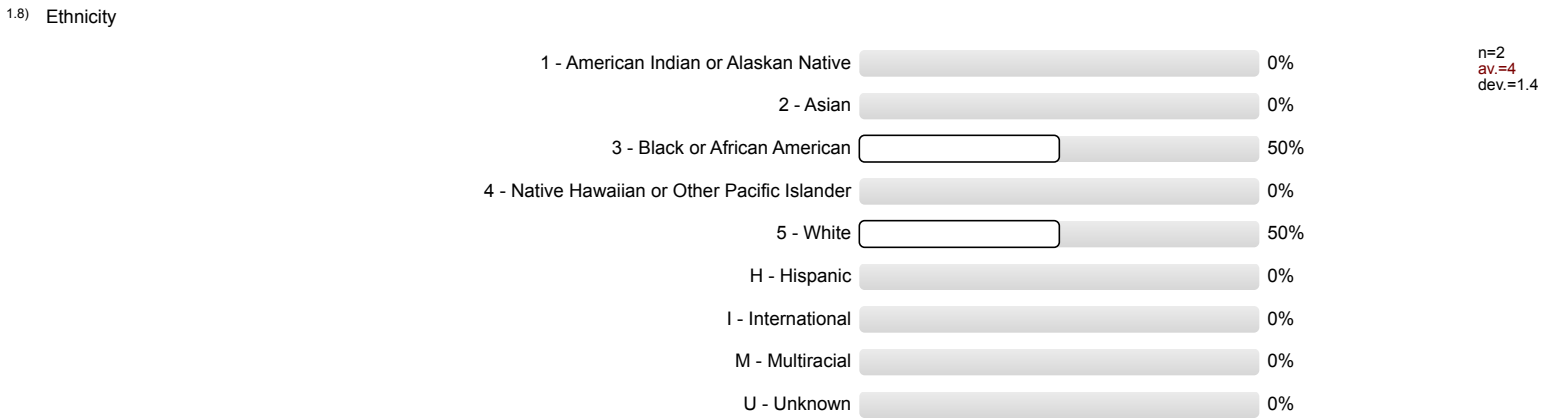 1.8) Ethnicity
1 - American Indian or Alaskan Native 0%
2 - Asian 0%
3 - Black or African American 50%
4 - Native Hawaiian or Other Pacific Islander 0%
5 - White 50%
H - Hispanic 0%
I - International 0%
M - Multiracial 0%
U - Unknown 0%
n=2
av.=4
dev.=1.4